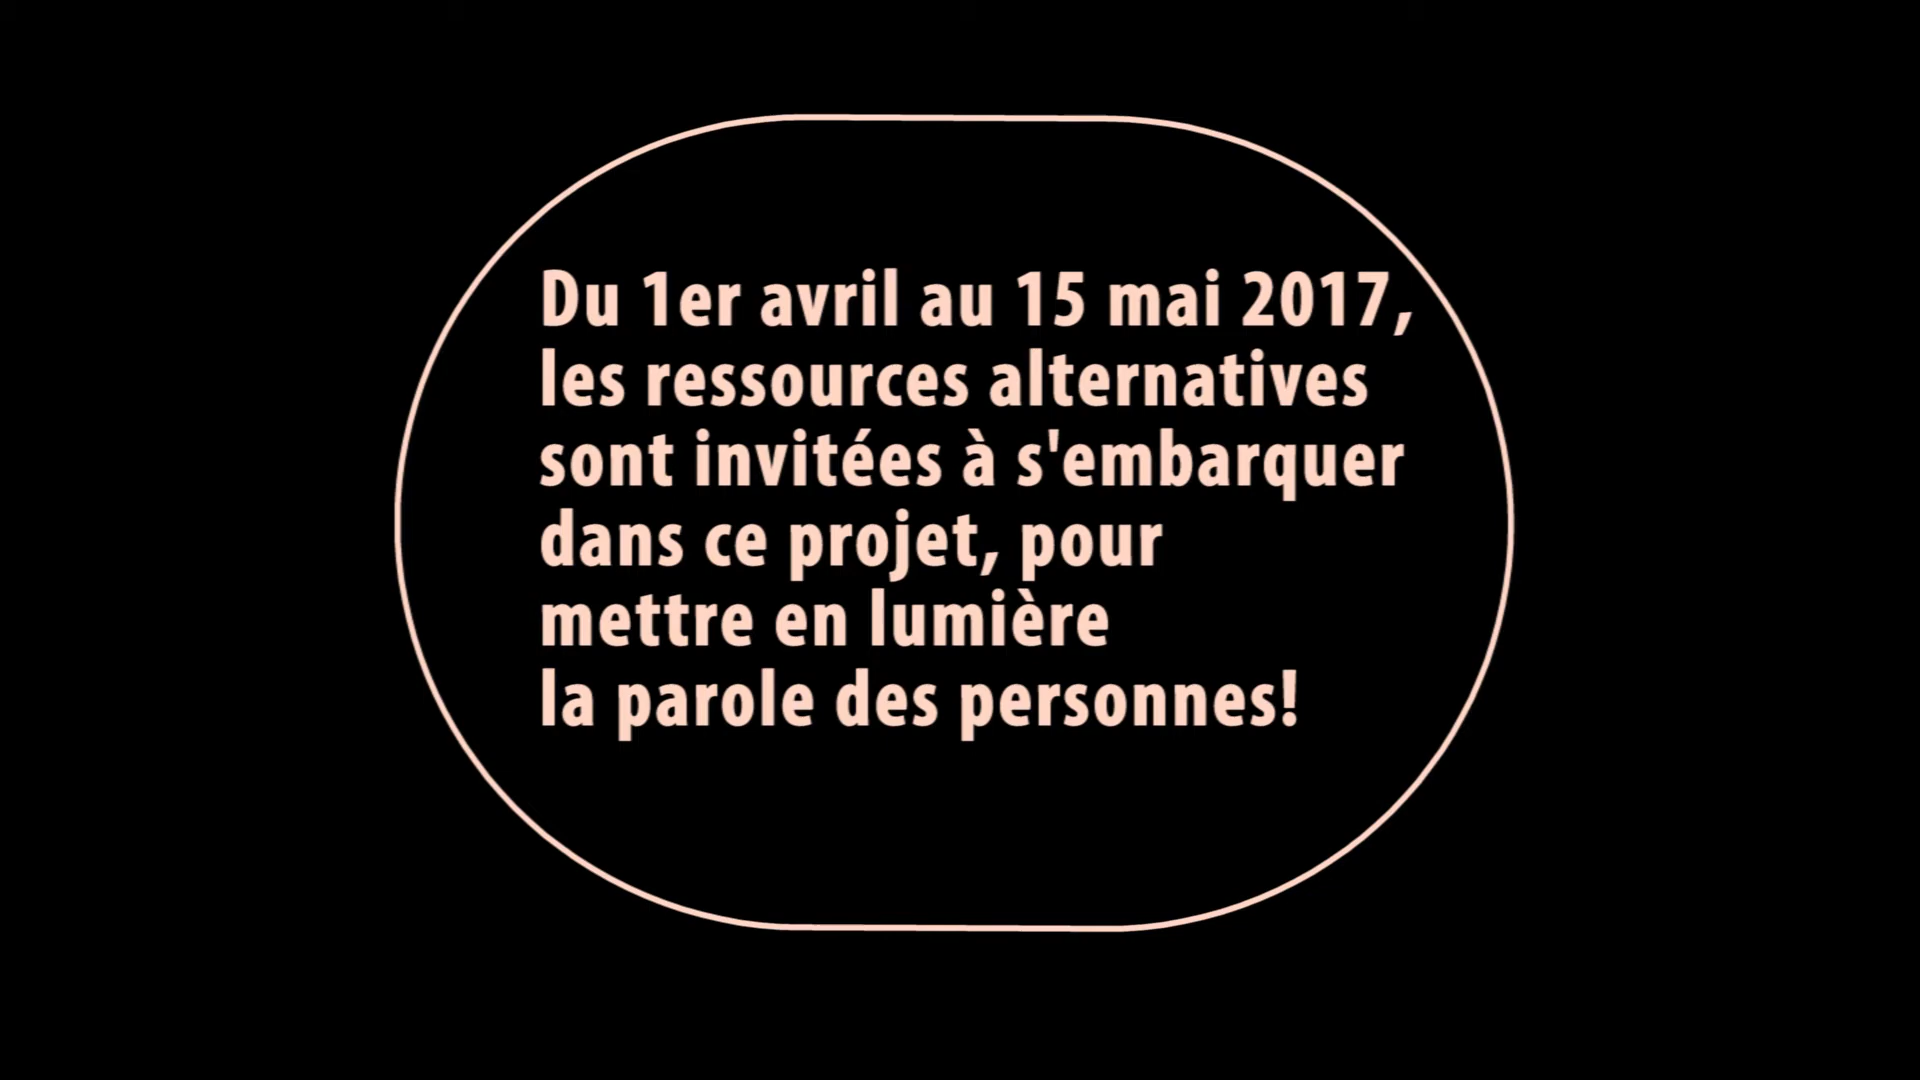 Du 1er avril au 15 mai 2017,
les ressources alternatives
sont invitées à s'embarquer
dans ce projet, pour
mettre en lumière
la parole des personnes!